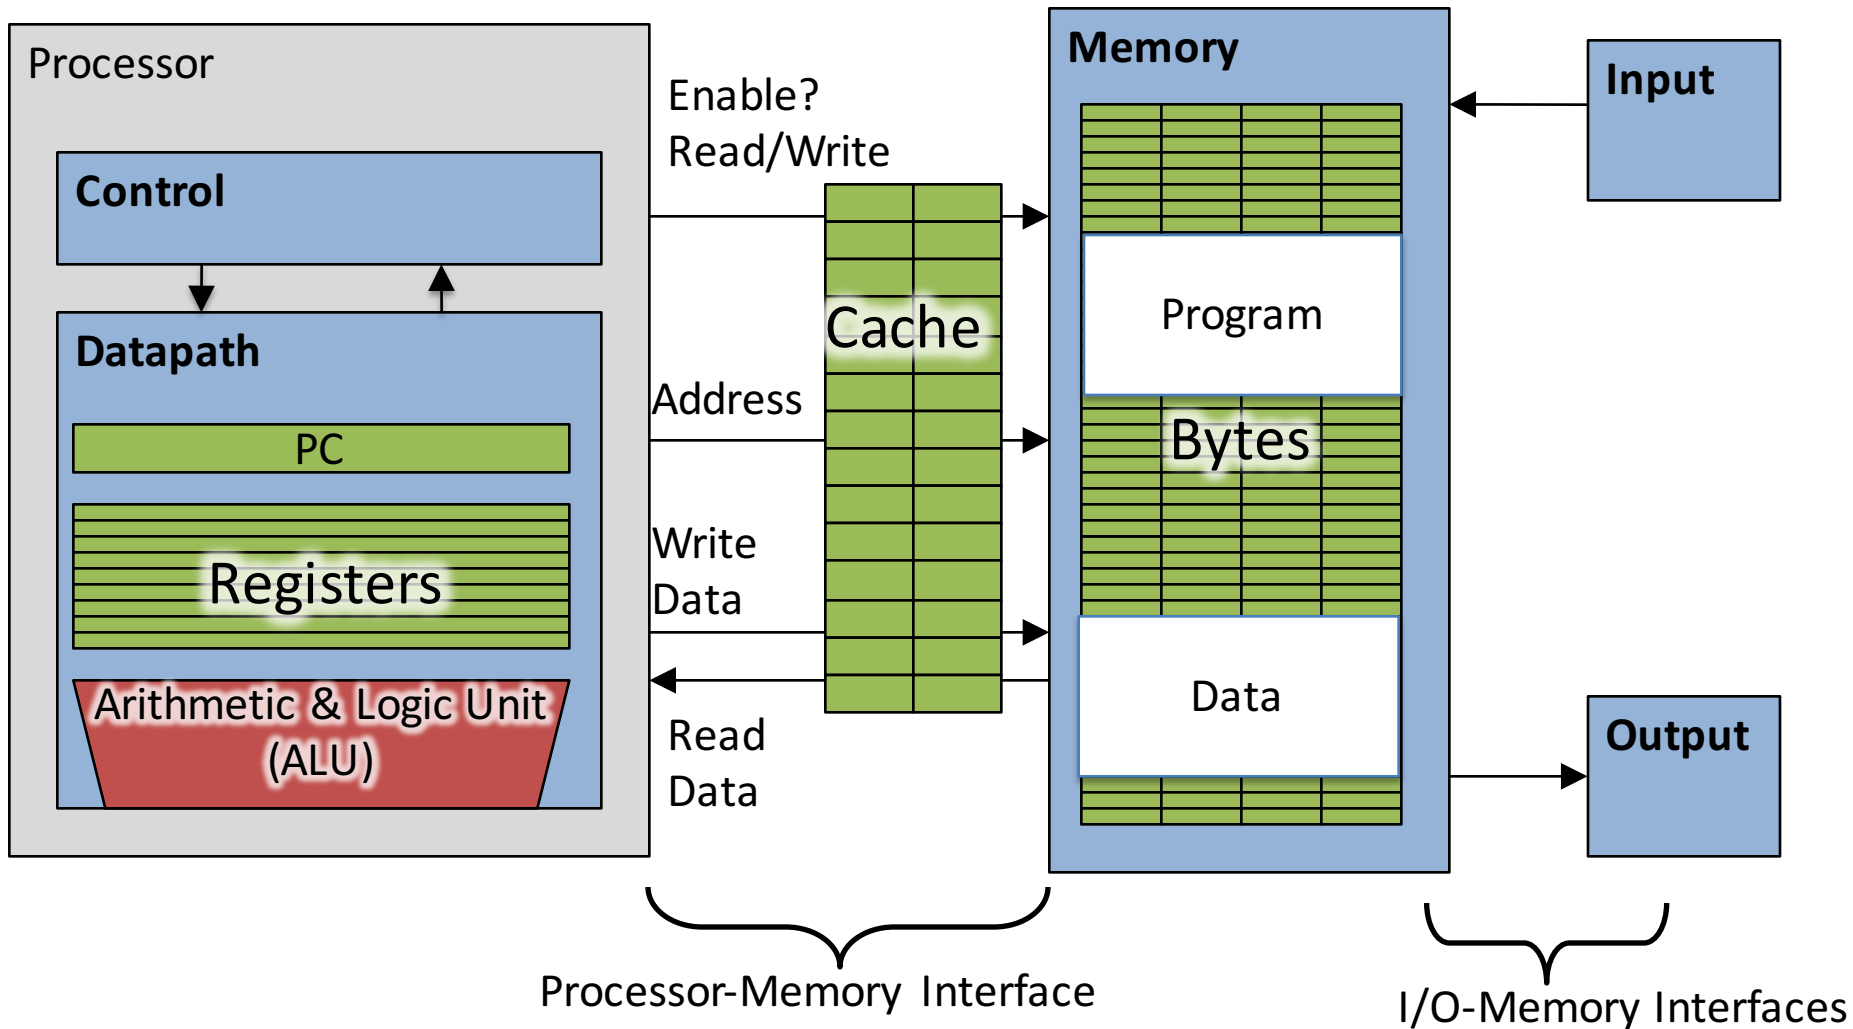 Processor
Control
Datapath
PC
Registers
Arithmetic & Logic Unit
(ALU)
Enable?
Read/Write
Cache
Address
Write
Data
Read
Data
Memory
Program
Bytes
Data
Input
Output
Processor-Memory Interface
I/O-Memory Interfaces